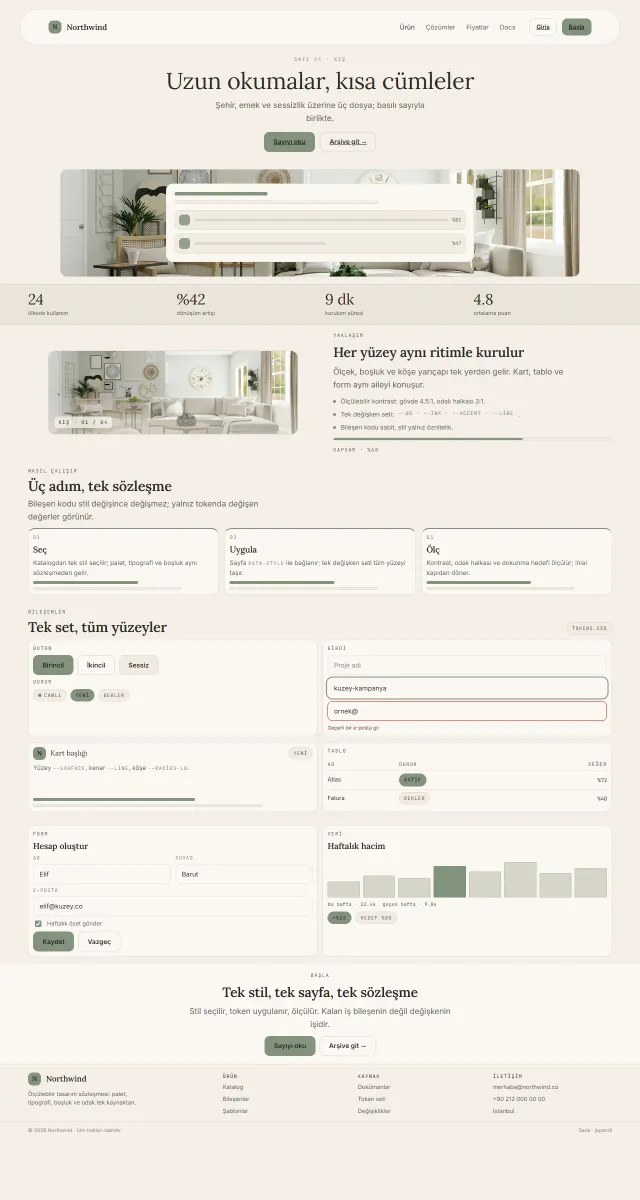 N Northwind
Ürün Çözümler Fiyatlar Docs Giriş Başla
SAYI 14 · KIŞ
Uzun okumalar, kısa cümleler
Şehir, emek ve sessizlik üzerine üç dosya; basılı sayıyla
birlikte.
Sayıyı oku Arşive git →
%82
%47
24 %42 9 dk 4.8
ülkede kullanım dönüşüm artışı kurulum süresi ortalama puan
YAKLAŞIM
Her yüzey aynı ritimle kurulur
Ölçek, boşluk ve köşe yarıçapı tek yerden gelir. Kart, tablo ve
form aynı aileyi konuşur.
Ölçülebilir kontrast: gövde 4.5:1, odak halkası 3:1.
Tek değişken seti: --BG · --INK · --ACCENT · --LINE .
Bileşen kodu sabit, stil yalnız öznitelik.
KAPSAM · %68
KIŞ · 01 / 04
NASIL ÇALIŞIR
Üç adım, tek sözleşme
Bileşen kodu stil değişince değişmez; yalnız tokenda değişen
değerler görünür.
01
Seç
Katalogdan tek stil seçilir; palet, tipografi ve boşluk aynı
sözleşmeden gelir.
02
Uygula
Sayfa DATA-STYLE ile bağlanır; tek değişken seti tüm yüzeyi
taşır.
03
Ölç
Kontrast, odak halkası ve dokunma hedefi ölçülür; ihlal
kapıdan döner.
BILEŞENLER
Tek set, tüm yüzeyler
TOKENS.CSS
BUTON
Birincil İkincil Sessiz
DURUM
CANLI YENİ BEKLER
GIRDI
Proje adı
kuzey-kampanya
ornek@
Geçerli bir e-posta gir
N Kart başlığı YENİ
Yüzey --SURFACE, kenar --LINE, köşe --RADIUS-LG.
TABLO
AD DURUM DEĞER
Atlas AKTIF %72
Fatura BEKLER %48
FORM
Hesap oluştur
AD SOYAD
Elif Barut
E-POSTA
elif@kuzey.co
Haftalık özet gönder
Kaydet Vazgeç
VERI
Haftalık hacim
bu hafta · 12.4k geçen hafta · 9.8k
+%26 HEDEF %80
BAŞLA
Tek stil, tek sayfa, tek sözleşme
Stil seçilir, token uygulanır, ölçülür. Kalan iş bileşenin değil değişkenin
işidir.
Sayıyı oku Arşive git →
N Northwind
Ölçülebilir tasarım sözleşmesi: palet,
tipografi, boşluk ve odak tek kaynaktan.
ÜRÜN
Katalog
Bileşenler
Şablonlar
KAYNAK
Dokümanlar
Token seti
Değişiklikler
İLETİŞİM
merhaba@northwind.co
+90 212 000 00 00
İstanbul
© 2026 Northwind · tüm hakları saklıdır
Sade · Japandi